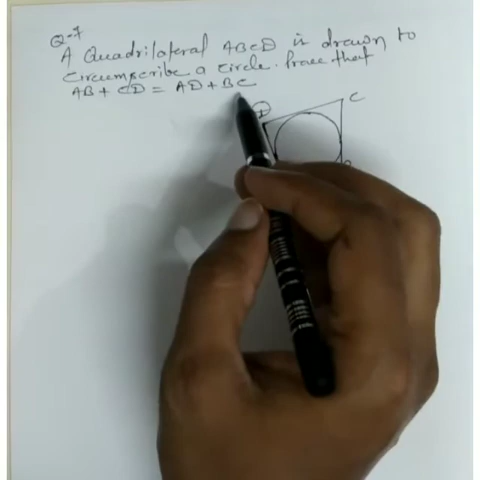 Q-7
A Quadrilateral ABCD is drawn to
circumscribe a circle. Prove that
AB + CD = AD + BC
D
C